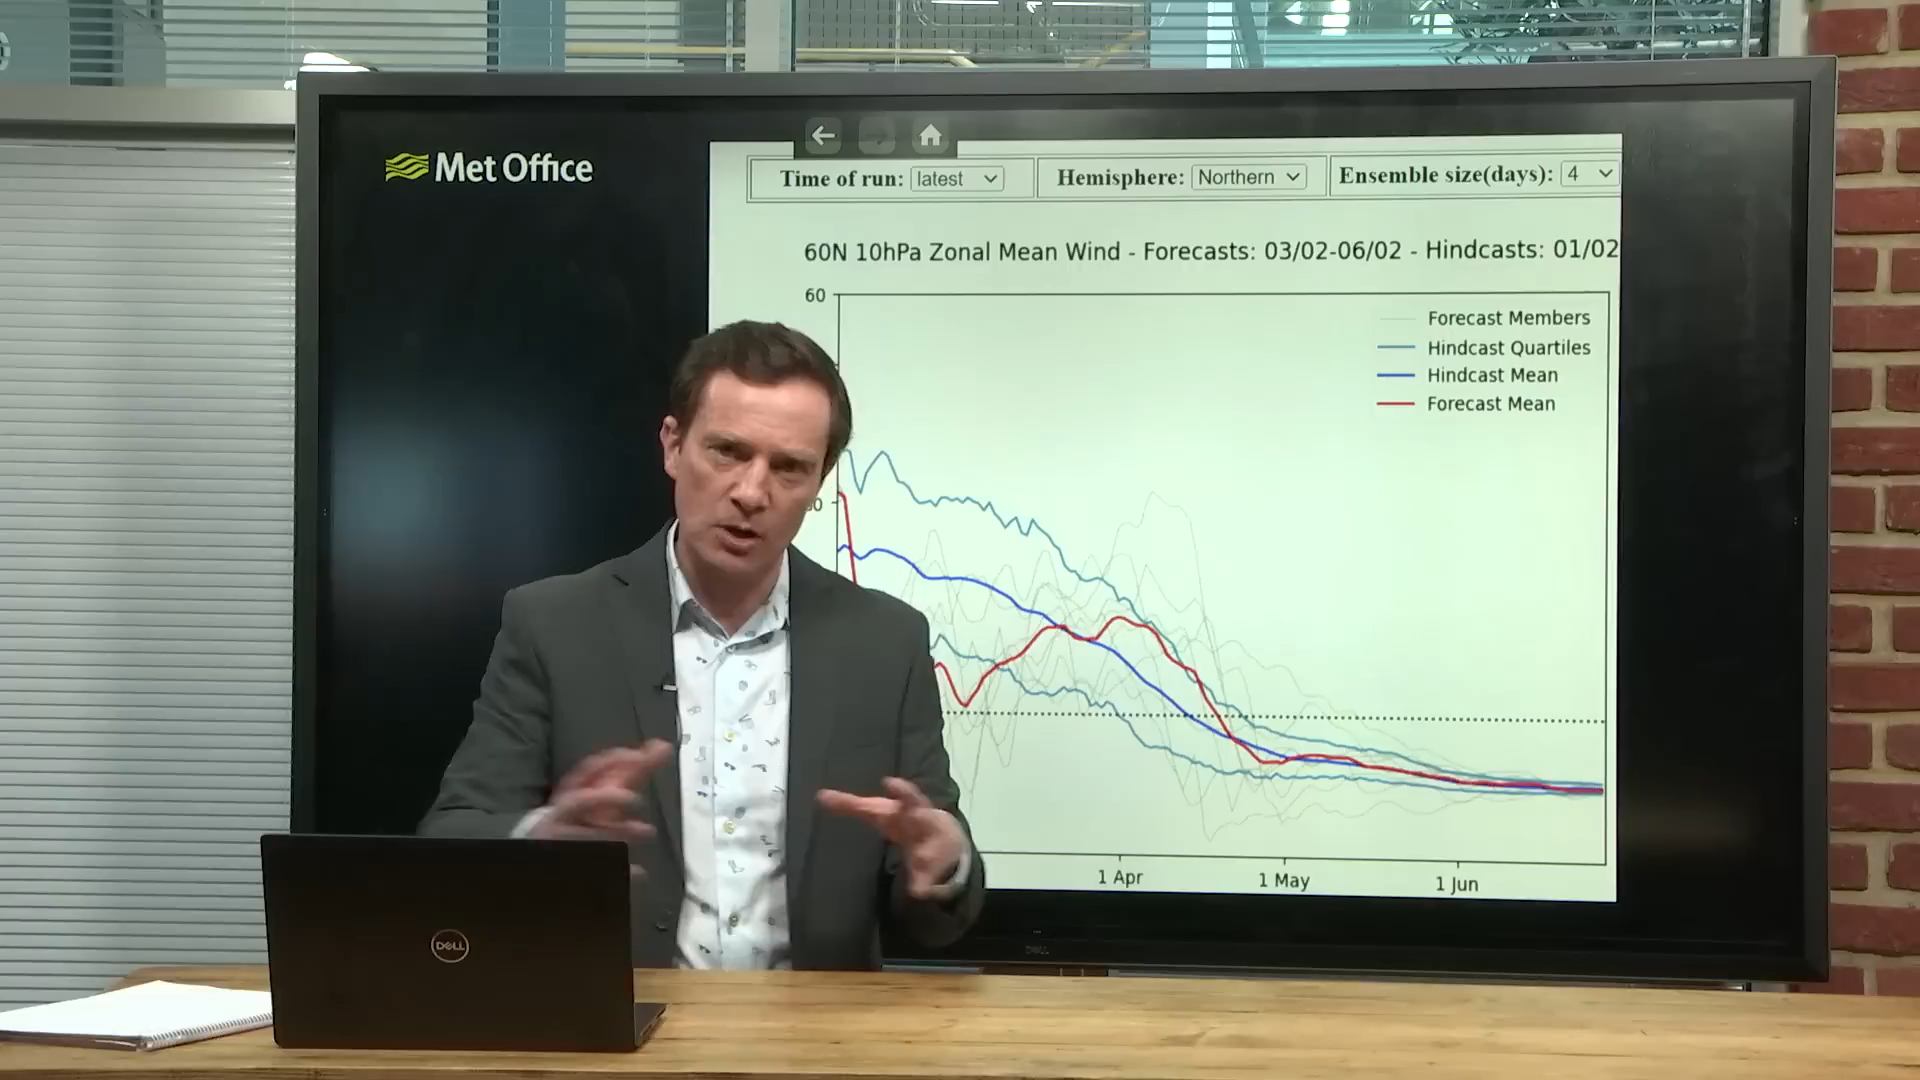 Met Office
Time of run: latest
Hemisphere: Northern
Ensemble size(days): 4
60N 10hPa Zonal Mean Wind - Forecasts: 03/02-06/02 - Hindcasts: 01/02
60
Forecast Members
Hindcast Quartiles
Hindcast Mean
Forecast Mean
0
1 Apr
1 May
1 Jun
DELL
DELL